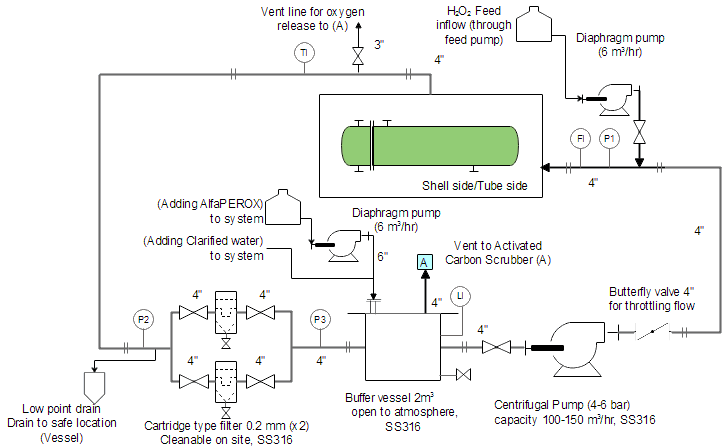 Vent line for oxygen
release to (A)
3"
4"
TI
H₂O₂ Feed
inflow (through
feed pump)
Diaphragm pump
(6 m³/hr)
FI
P1
4"
Shell side/Tube side
(Adding AlfaPEROX)
to system
Diaphragm pump
(6 m³/hr)
(Adding Clarified water)
to system
6"
A
Vent to Activated
Carbon Scrubber (A)
4"
4"
LI
Butterfly valve 4"
for throttling flow
P2
4"
4"
P3
4"
4"
4"
4"
Low point drain
Drain to safe location
(Vessel)
Cartridge type filter 0.2 mm (x2)
Cleanable on site, SS316
Buffer vessel 2m³
open to atmosphere,
SS316
Centrifugal Pump (4-6 bar)
capacity 100-150 m³/hr, SS316